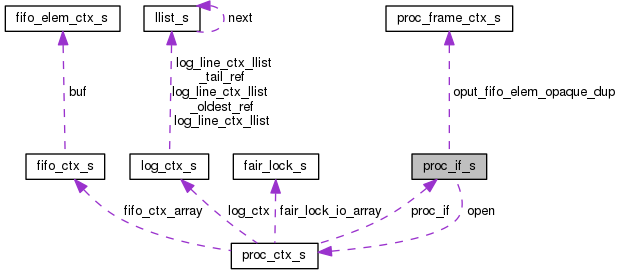 fifo_elem_ctx_s
llist_s
next
proc_frame_ctx_s
log_line_ctx_llist
_tail_ref
log_line_ctx_llist
_oldest_ref
log_line_ctx_llist
buf
oput_fifo_elem_opaque_dup
fifo_ctx_s
log_ctx_s
fair_lock_s
proc_if_s
fifo_ctx_array
log_ctx
fair_lock_io_array
proc_if
open
proc_ctx_s